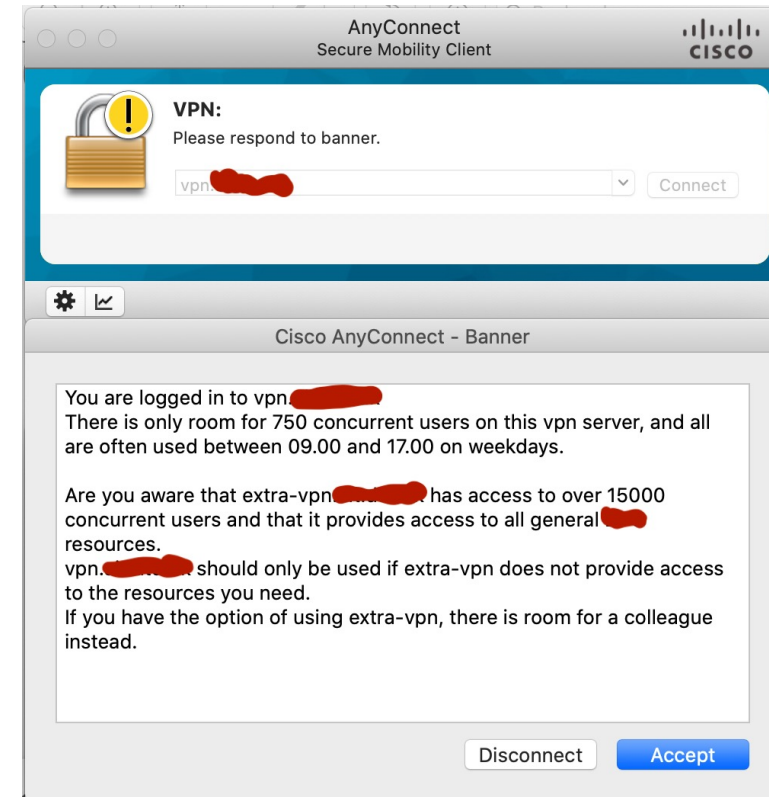 AnyConnect
Secure Mobility Client
CISCO
VPN:
Please respond to banner.
vpn.
Connect
Cisco AnyConnect - Banner
You are logged in to vpn.
There is only room for 750 concurrent users on this vpn server, and all
are often used between 09.00 and 17.00 on weekdays.
Are you aware that extra-vpn has access to over 15000
concurrent users and that it provides access to all general
resources.
vpn. should only be used if extra-vpn does not provide access
to the resources you need.
If you have the option of using extra-vpn, there is room for a colleague
instead.
Disconnect
Accept